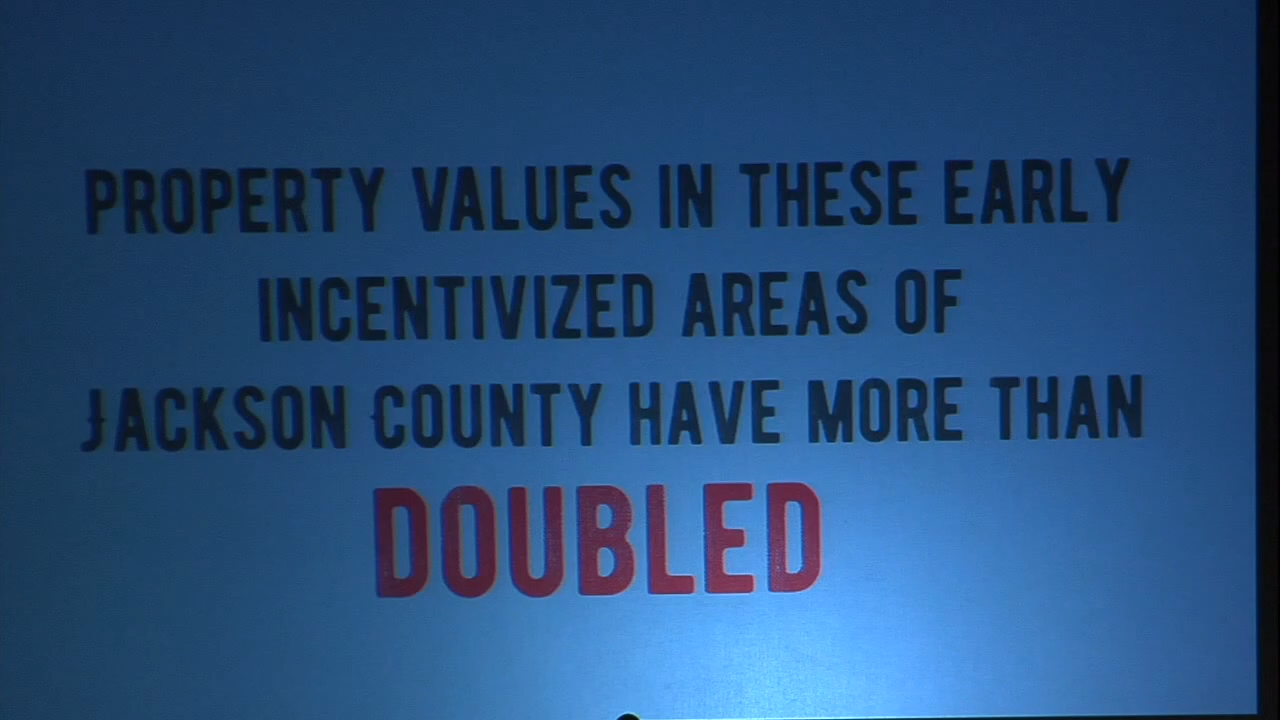 PROPERTY VALUES IN THESE EARLY
INCENTIVIZED AREAS OF
JACKSON COUNTY HAVE MORE THAN
DOUBLED